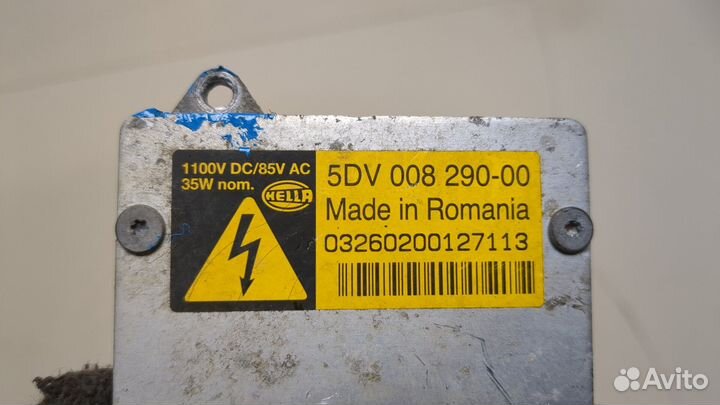 1100V DC/85V AC
35W nom.
HELLA
5DV 008 290-00
Made in Romania
03260200127113
Avito